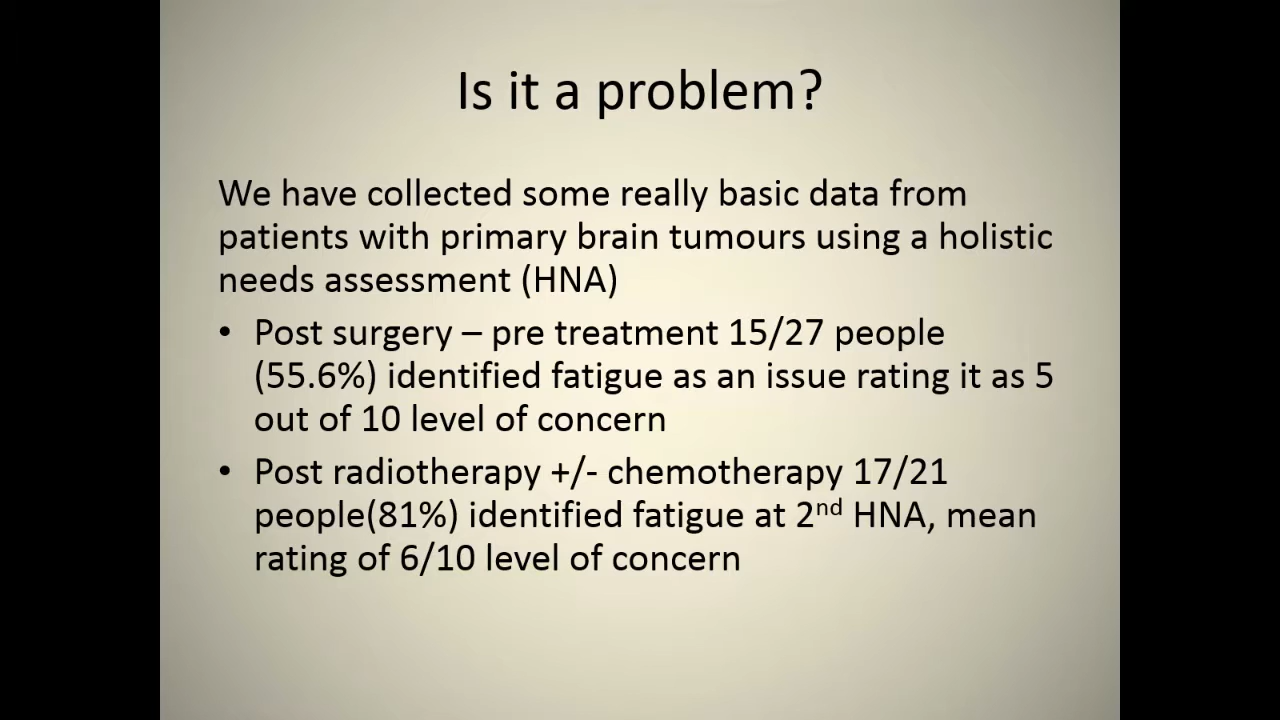 Is it a problem?
We have collected some really basic data from
patients with primary brain tumours using a holistic
needs assessment (HNA)
• Post surgery – pre treatment 15/27 people
(55.6%) identified fatigue as an issue rating it as 5
out of 10 level of concern
• Post radiotherapy +/- chemotherapy 17/21
people(81%) identified fatigue at 2nd HNA, mean
rating of 6/10 level of concern